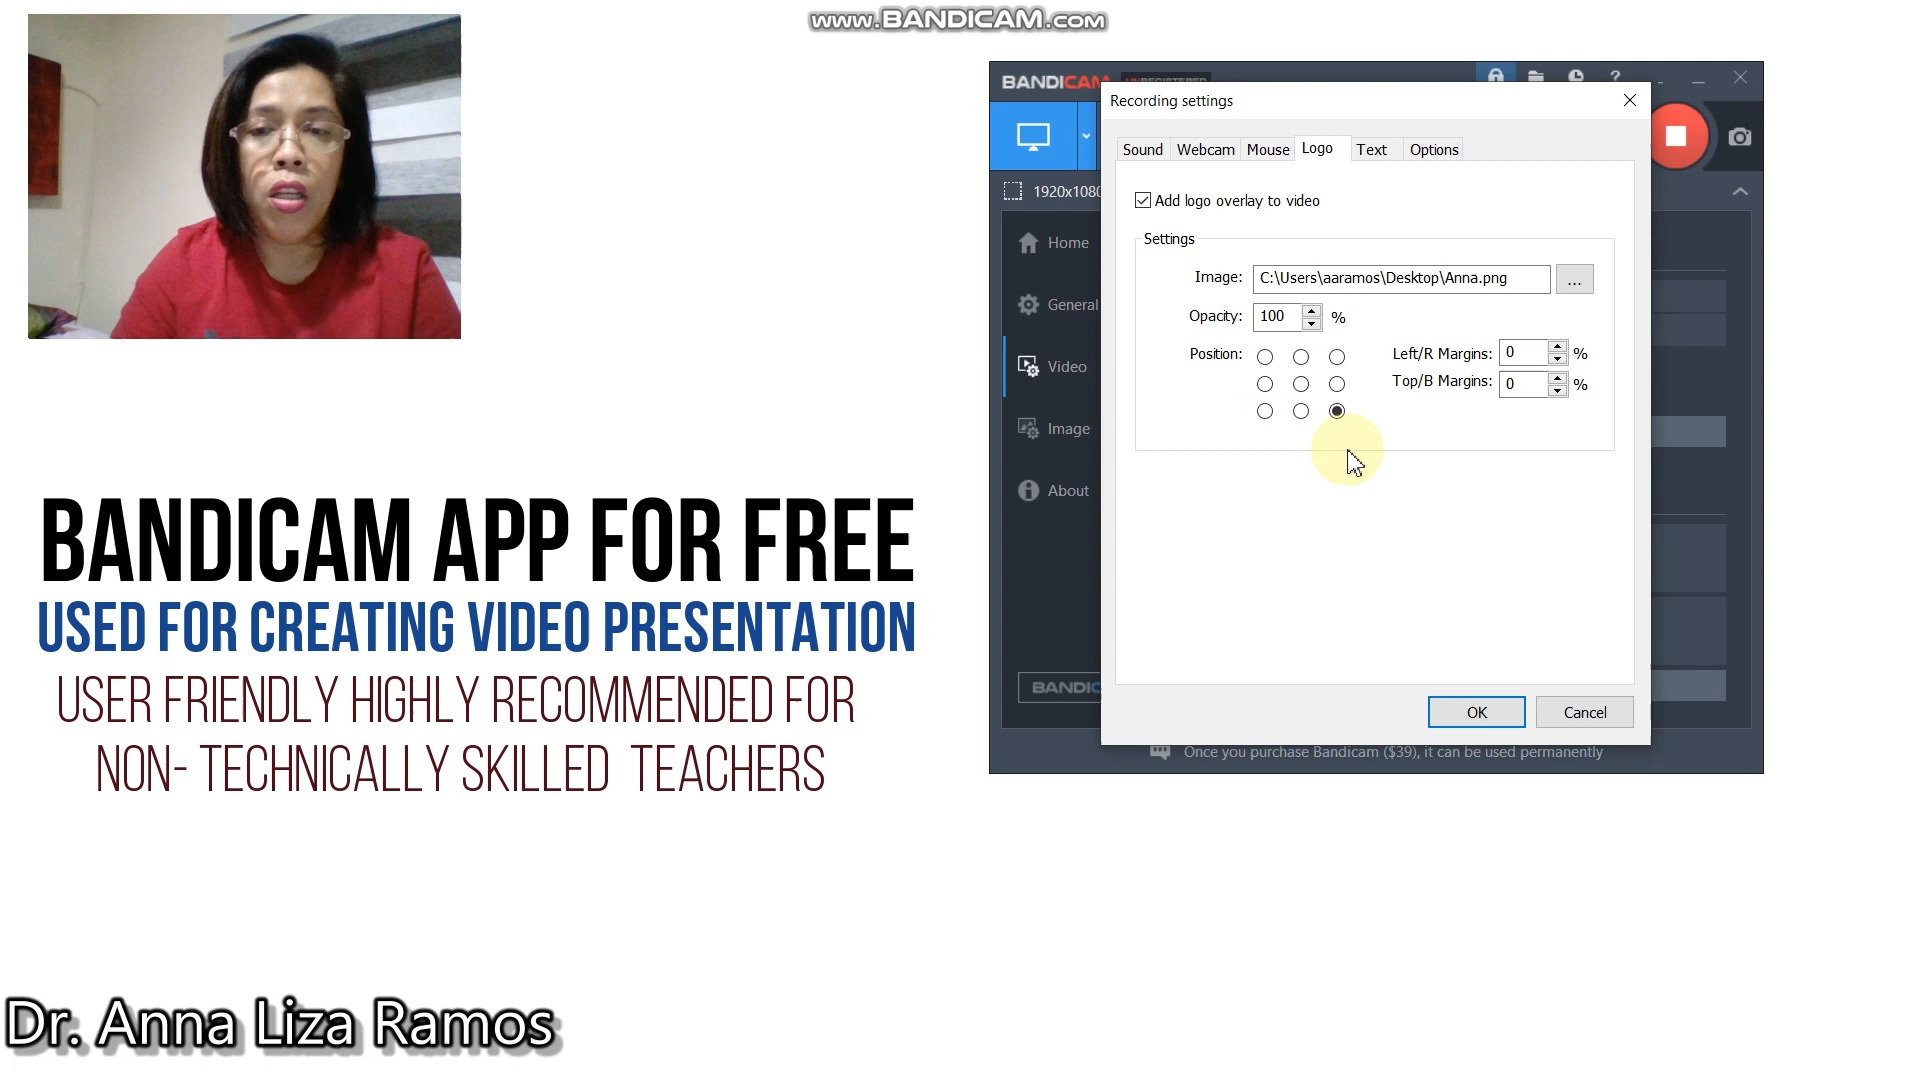 www.BANDICAM.com
BANDICAM UNREGISTERED
Recording settings
Sound Webcam Mouse Logo Text Options
1920x1080
Add logo overlay to video
Home
Settings
Image: C:\Users\aaramos\Desktop\Anna.png ...
General
Opacity: 100 %
Position:
Left/R Margins: 0 %
Video
Top/B Margins: 0 %
Image
About
BANDICAM APP FOR FREE
USED FOR CREATING VIDEO PRESENTATION
USER FRIENDLY HIGHLY RECOMMENDED FOR
NON- TECHNICALLY SKILLED TEACHERS
BANDIC
OK Cancel
Once you purchase Bandicam ($39), it can be used permanently
Dr. Anna Liza Ramos